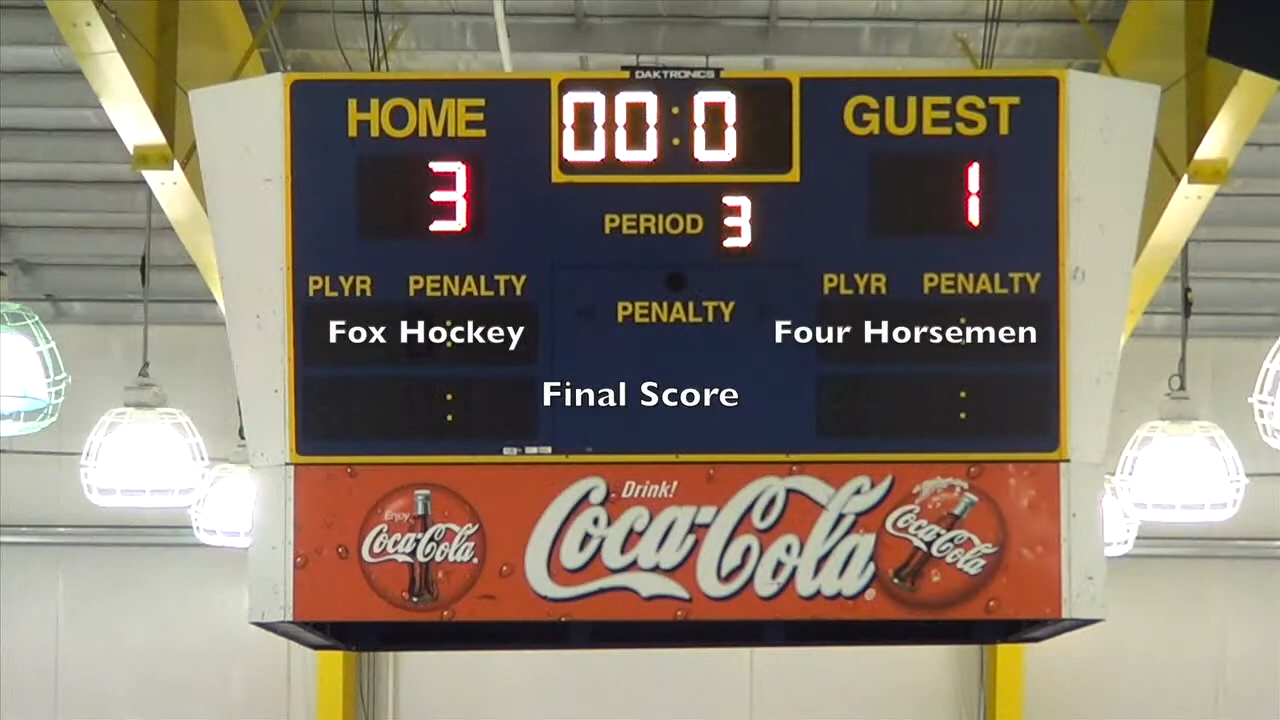 DAKTRONICS
HOME
00:0
GUEST
3
PERIOD 3
1
PLYR PENALTY
PENALTY
PLYR PENALTY
Fox Hockey
Four Horsemen
Final Score
Drink!
Coca-Cola
Enjoy
Coca-Cola
Coca-Cola